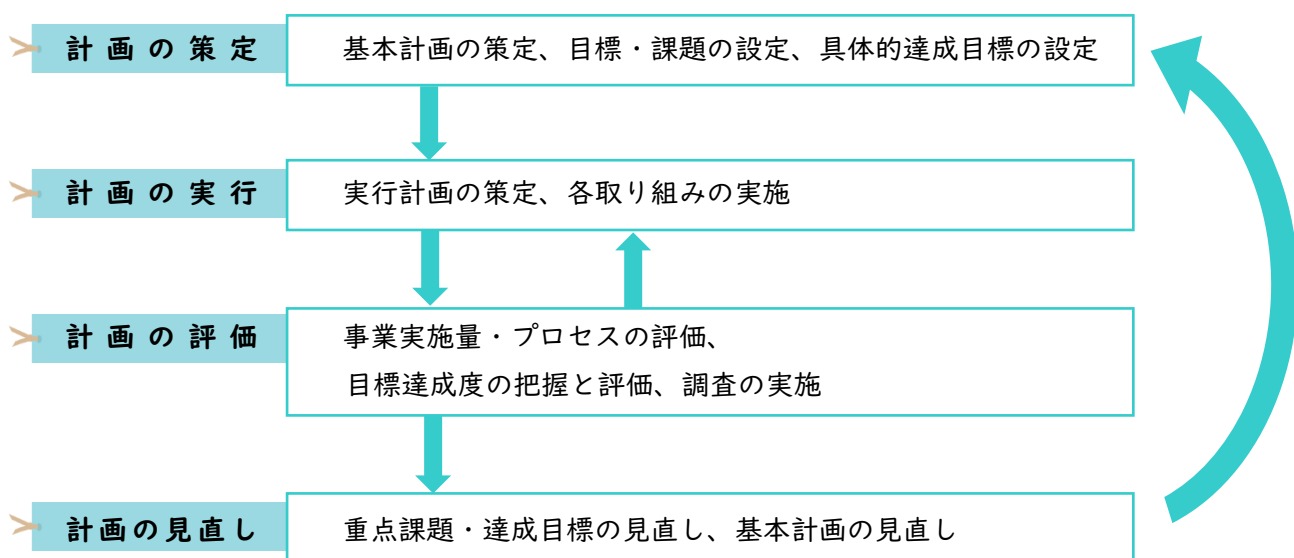 計画の策定
基本計画の策定、目標・課題の設定、具体的達成目標の設定
計画の実行
実行計画の策定、各取り組みの実施
計画の評価
事業実施量・プロセスの評価、
目標達成度の把握と評価、調査の実施
計画の見直し
重点課題・達成目標の見直し、基本計画の見直し